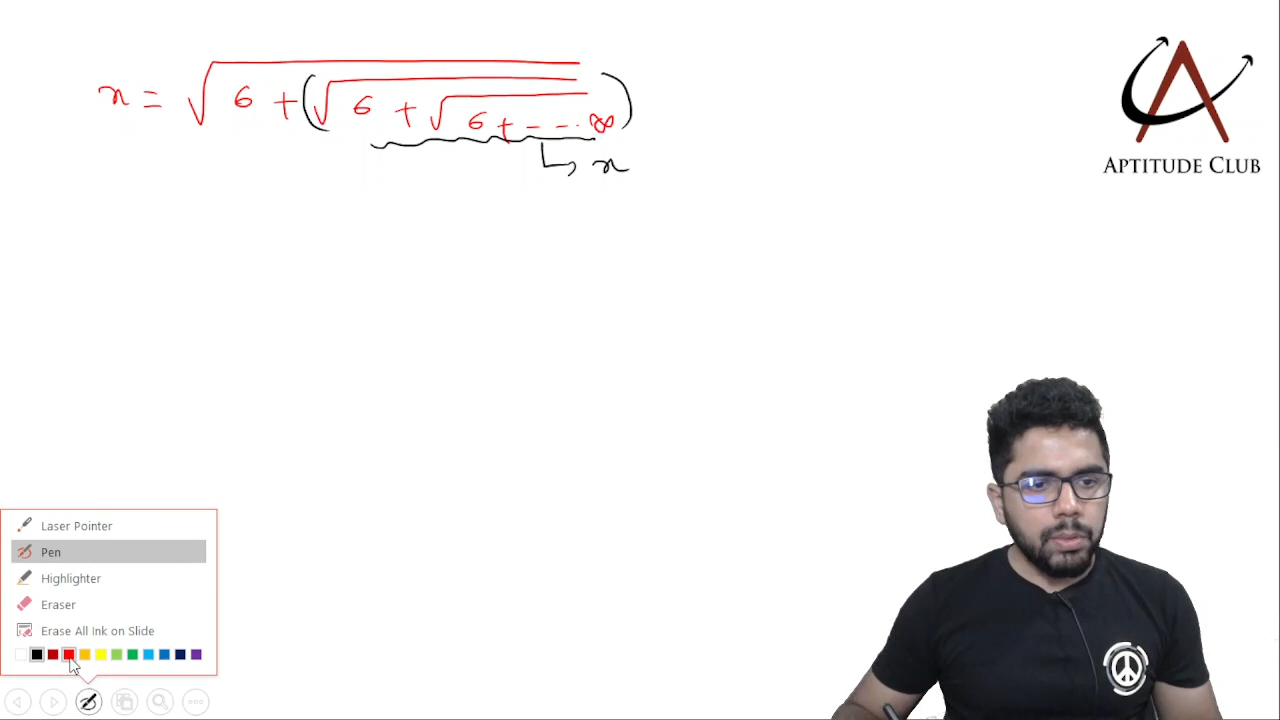 x = √6 + (√6 + √6 + - - . ∞)
↳ x
APTITUDE CLUB
Laser Pointer
Pen
Highlighter
Eraser
Erase All Ink on Slide